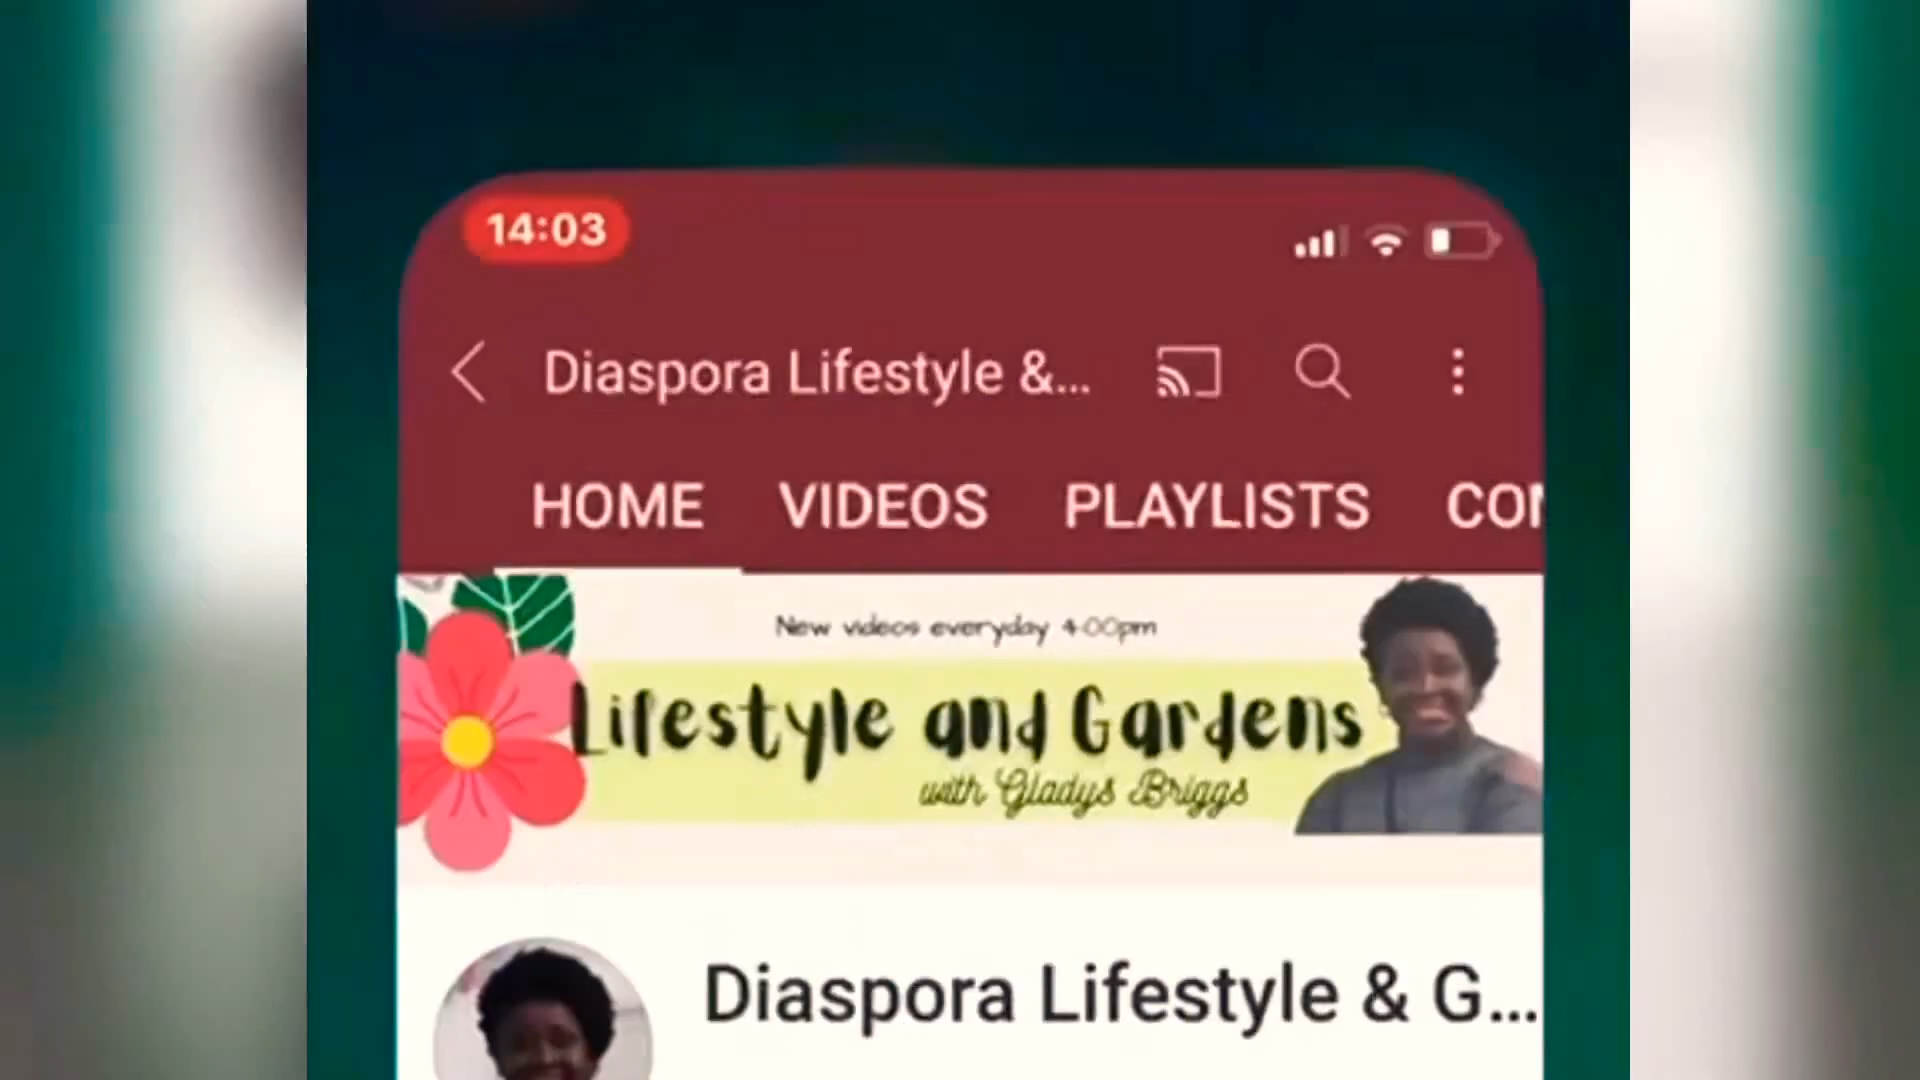 14:03
Diaspora Lifestyle &...
HOME VIDEOS PLAYLISTS CON
New videos everyday 4:00pm
Lifestyle and Gardens
with Gladys Briggs
Diaspora Lifestyle & G...